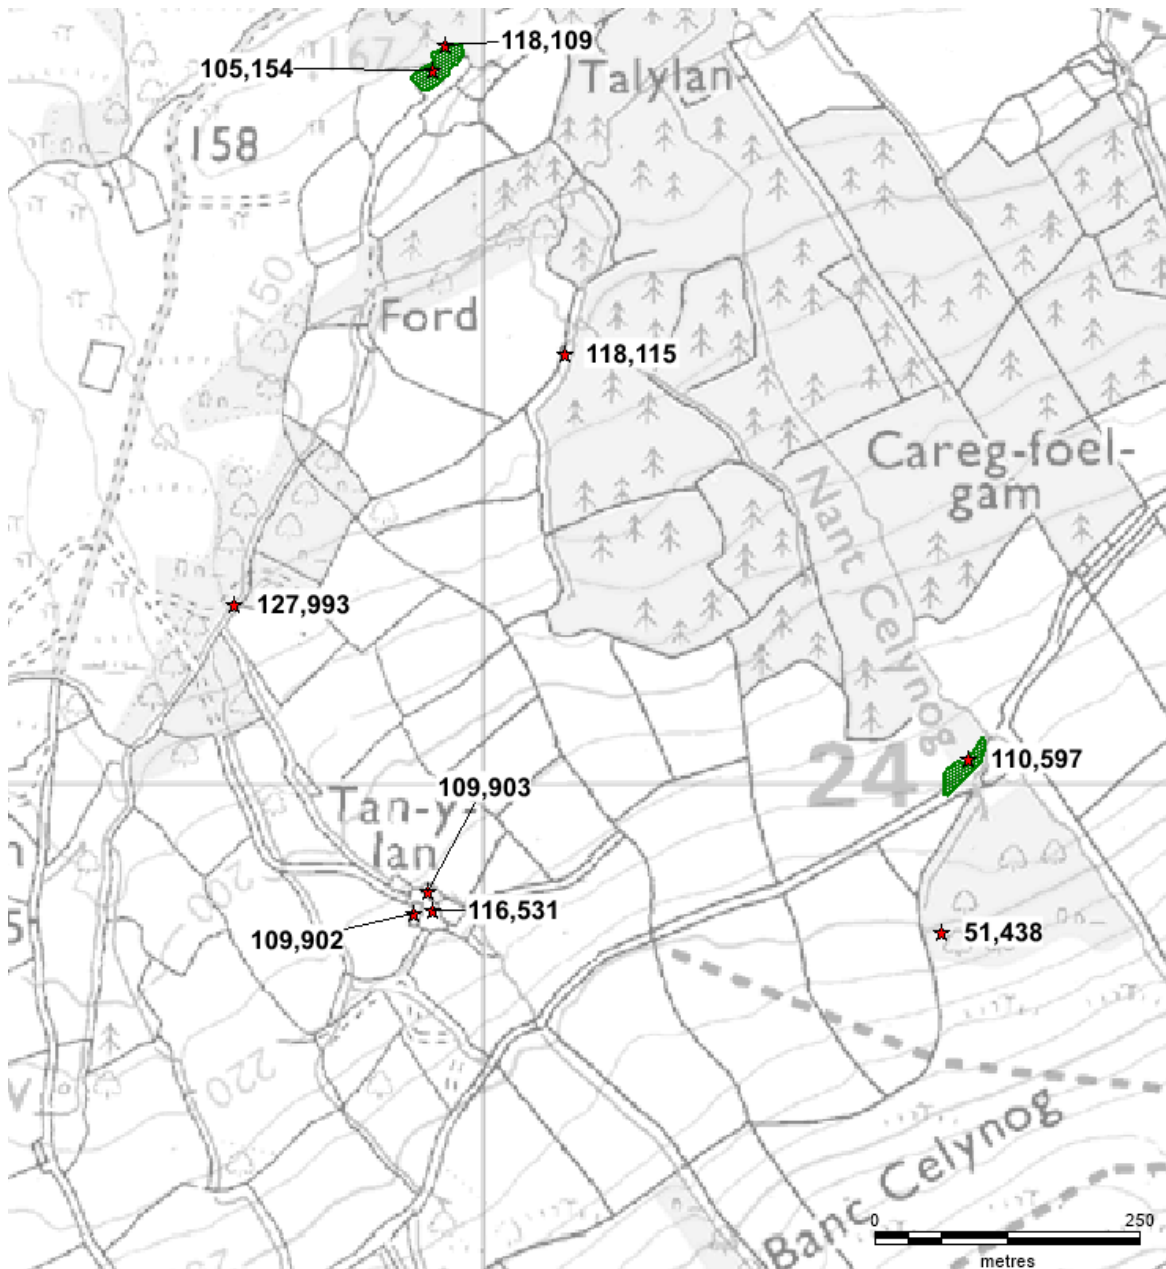 118,109
167
105,154
Talylan
158
150
Ford
118,115
Careg-foel-
gam
Nant Celynog
127,993
24
110,597
109,903
Tan-y-
lan
200
116,531
109,902
51,438
220
Banc Celynog
0 250
metres